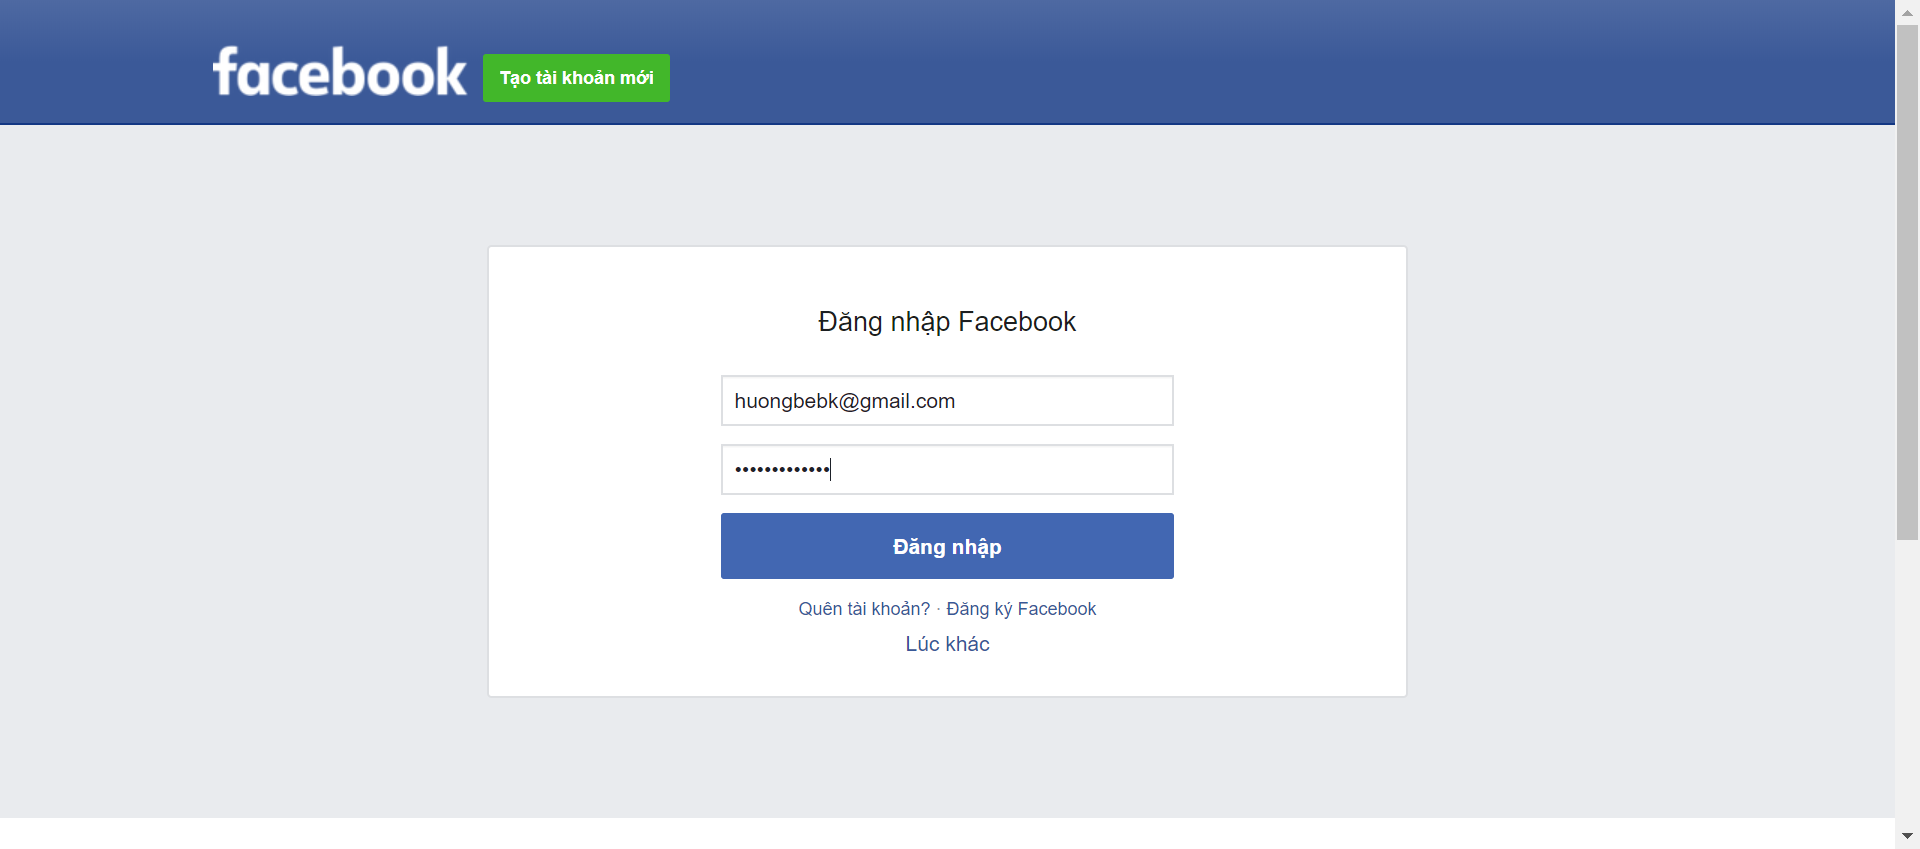 facebook Tạo tài khoản mới
Đăng nhập Facebook
huongbebk@gmail.com
•••••••••••••
Đăng nhập
Quên tài khoản? · Đăng ký Facebook
Lúc khác